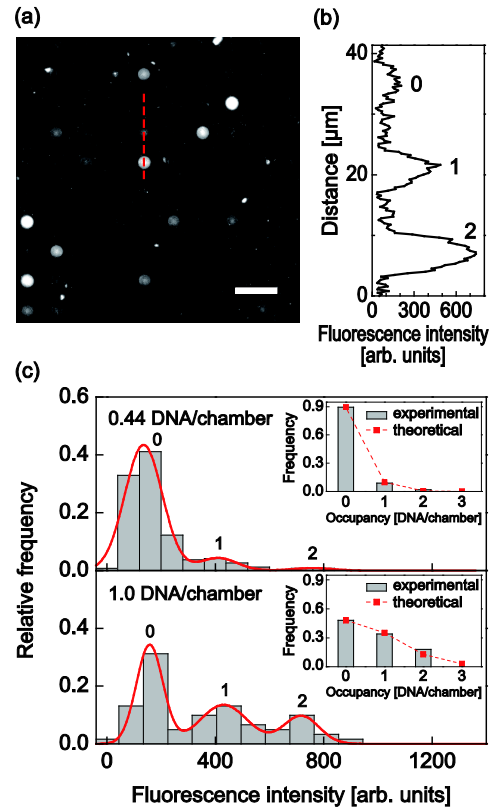 (a)
(b)
40
20
0
Distance [µm]
0
1
2
0 300 600
Fluorescence intensity
[arb. units]
(c)
0.6
0.4
0.2
0.0
0.4
0.2
0.0
Relative frequency
0.44 DNA/chamber
0
1
2
0.9
0.6
0.3
0.0
Frequency
experimental
theoretical
0 1 2 3
Occupancy [DNA/chamber]
1.0 DNA/chamber
0
1
2
0.9
0.6
0.3
0.0
Frequency
experimental
theoretical
0 1 2 3
Occupancy [DNA/chamber]
0 400 800 1200
Fluorescence intensity [arb. units]